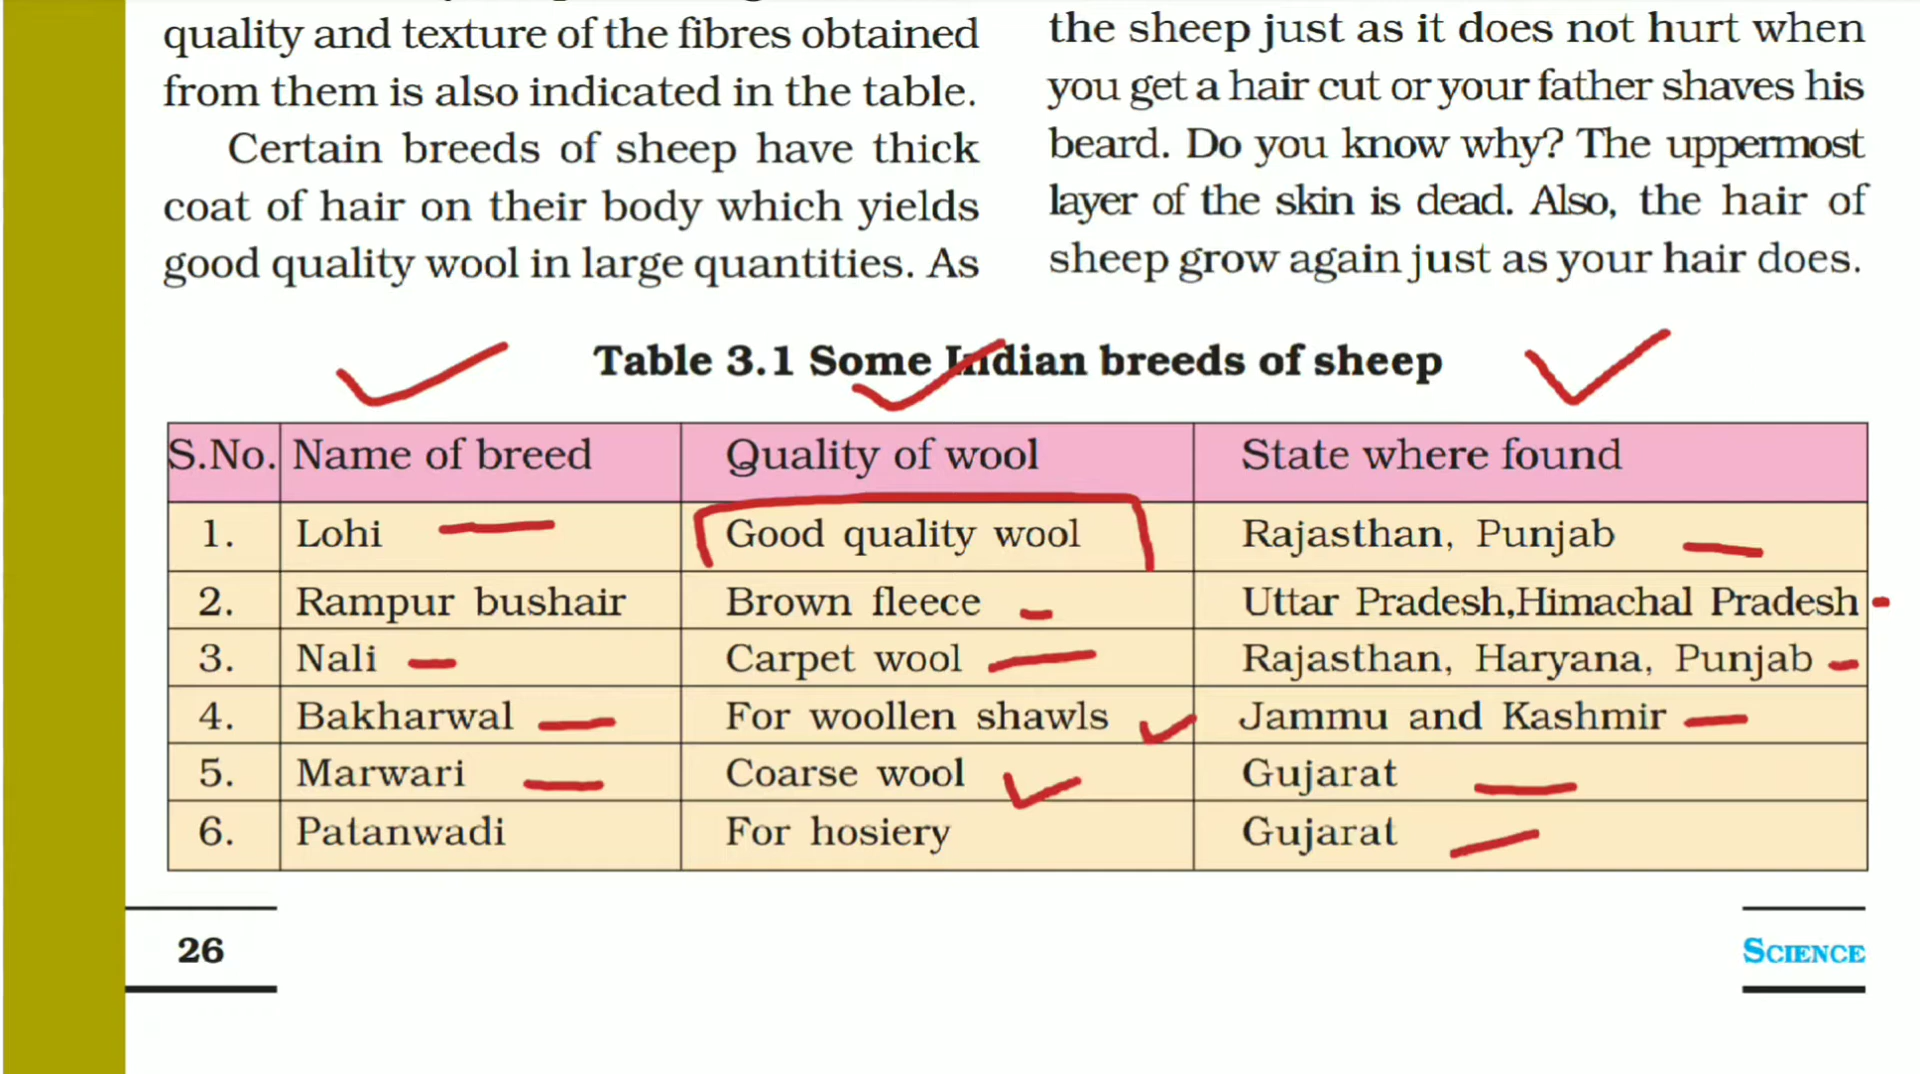 quality and texture of the fibres obtained
from them is also indicated in the table.
Certain breeds of sheep have thick
coat of hair on their body which yields
good quality wool in large quantities. As
the sheep just as it does not hurt when
you get a hair cut or your father shaves his
beard. Do you know why? The uppermost
layer of the skin is dead. Also, the hair of
sheep grow again just as your hair does.
Table 3.1 Some Indian breeds of sheep
S.No. Name of breed Quality of wool State where found
1. Lohi Good quality wool Rajasthan, Punjab
2. Rampur bushair Brown fleece Uttar Pradesh,Himachal Pradesh
3. Nali Carpet wool Rajasthan, Haryana, Punjab
4. Bakharwal For woollen shawls Jammu and Kashmir
5. Marwari Coarse wool Gujarat
6. Patanwadi For hosiery Gujarat
26
SCIENCE